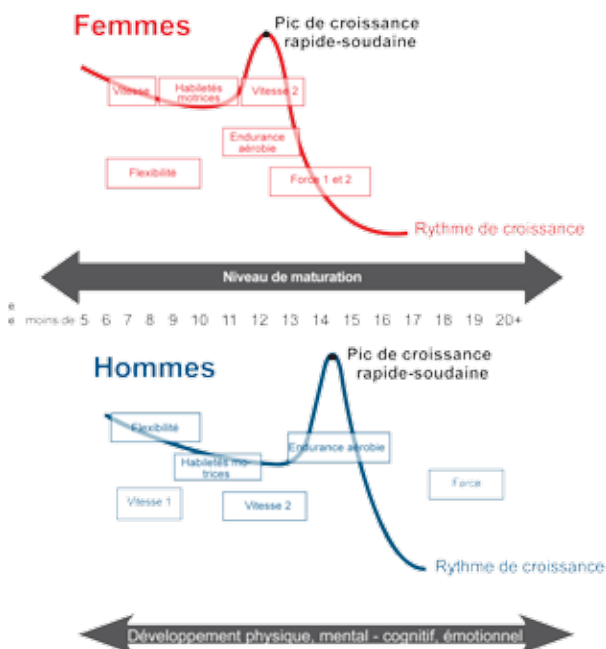 Femmes
Pic de croissance
rapide-soudaine
Vitesse
Habiletés
motrices
Vitesse 2
Endurance
aérobie
Flexibilité
Force 1 et 2
Rythme de croissance
Niveau de maturation
moins de 5 6 7 8 9 10 11 12 13 14 15 16 17 18 19 20+
Hommes
Pic de croissance
rapide-soudaine
Flexibilité
Endurance aérobie
Habiletés mo-
trices
Force
Vitesse 1
Vitesse 2
Rythme de croissance
Développement physique, mental - cognitif, émotionnel